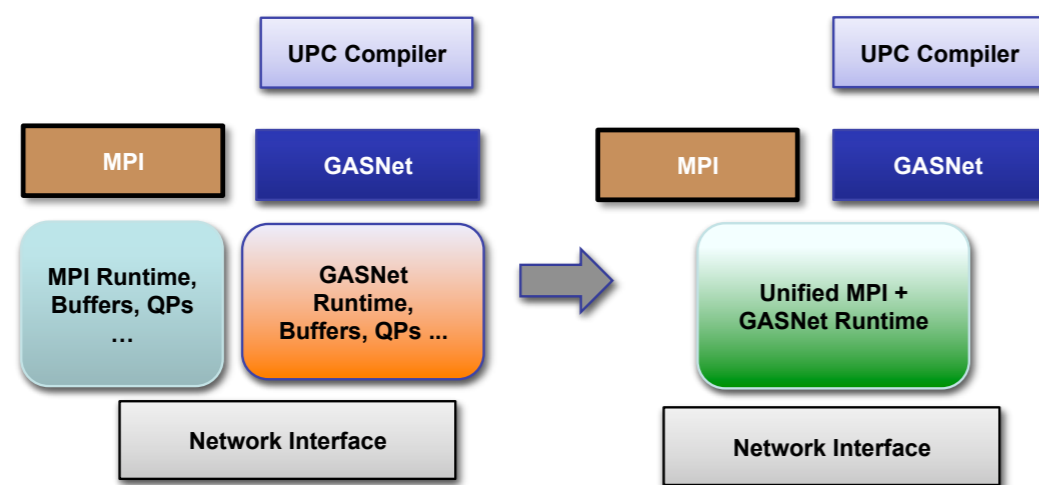 UPC Compiler
MPI
GASNet
MPI Runtime,
Buffers, QPs
…
GASNet
Runtime,
Buffers, QPs ...
Network Interface
UPC Compiler
MPI
GASNet
Unified MPI +
GASNet Runtime
Network Interface